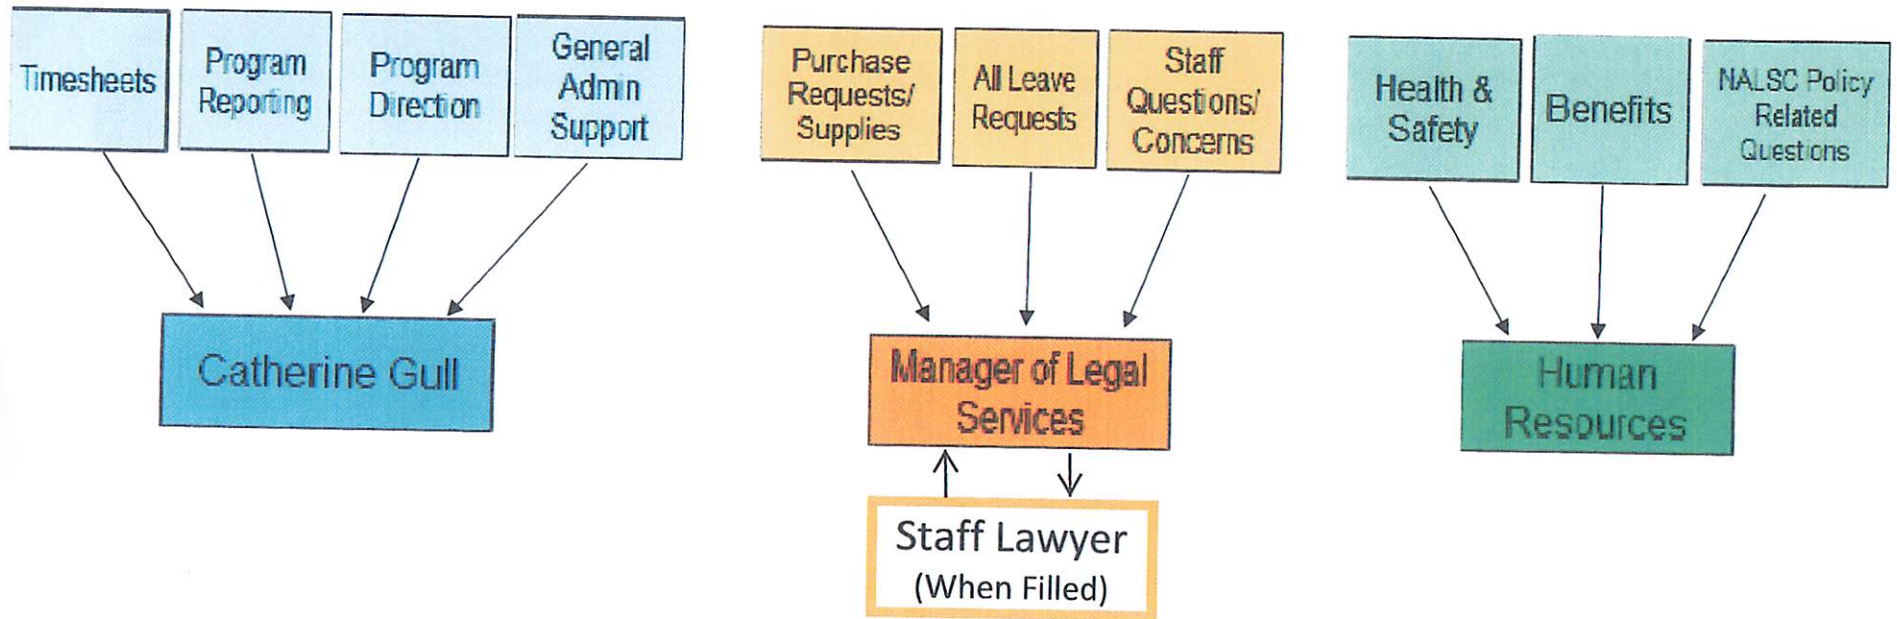 Timesheets
Program
Reporting
Program
Direction
General
Admin
Support
Purchase
Requests/
Supplies
All Leave
Requests
Staff
Questions/
Concerns
Health &
Safety
Benefits
NALSC Policy
Related
Questions
Catherine Gull
Manager of Legal
Services
Human
Resources
Staff Lawyer
(When Filled)